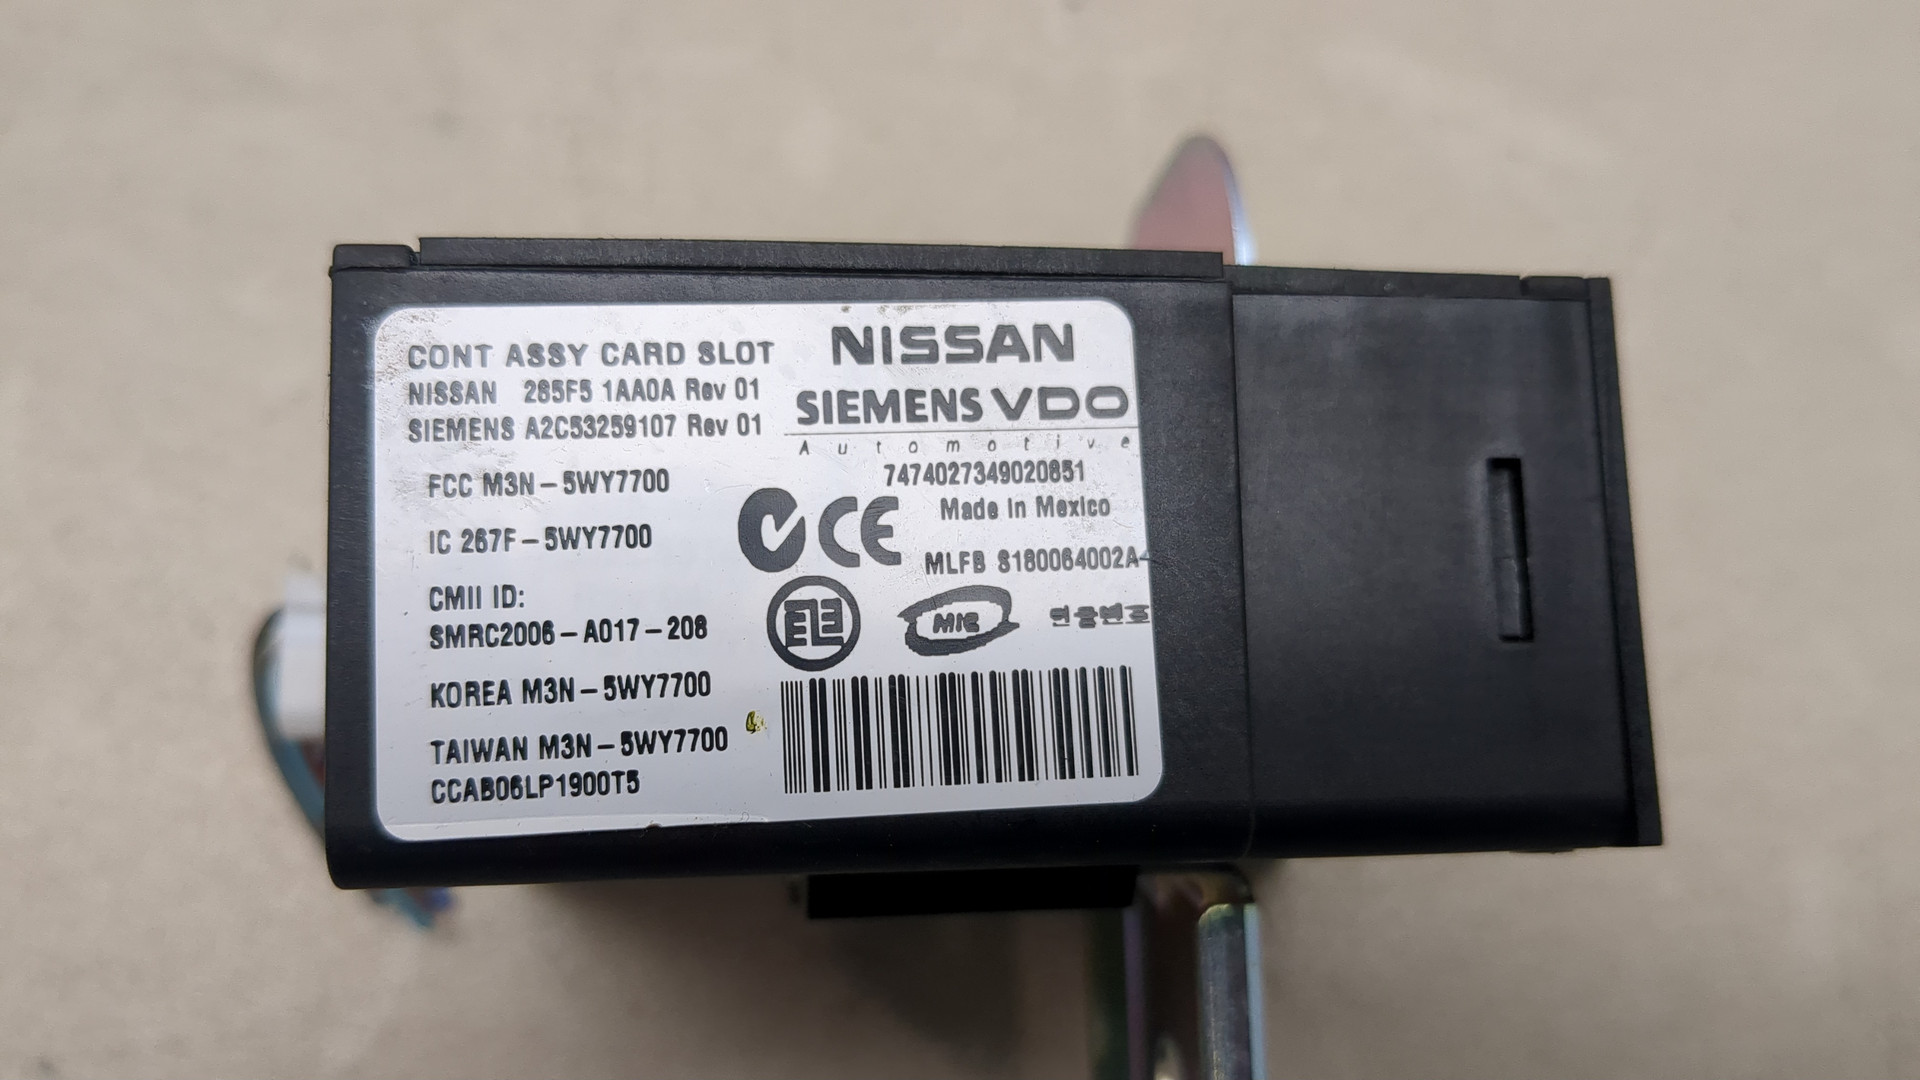 CONT ASSY CARD SLOT
NISSAN 285F5 1AA0A Rev 01
SIEMENS A2C53259107 Rev 01
FCC M3N-5WY7700
IC 267F-5WY7700
CMII ID:
SMRC2006-A017-208
KOREA M3N-5WY7700
TAIWAN M3N-5WY7700
CCAB06LP1900T5
NISSAN
SIEMENS VDO
Automotive
7474027349020851
Made in Mexico
CE
MLFB S180064002A-
MIC